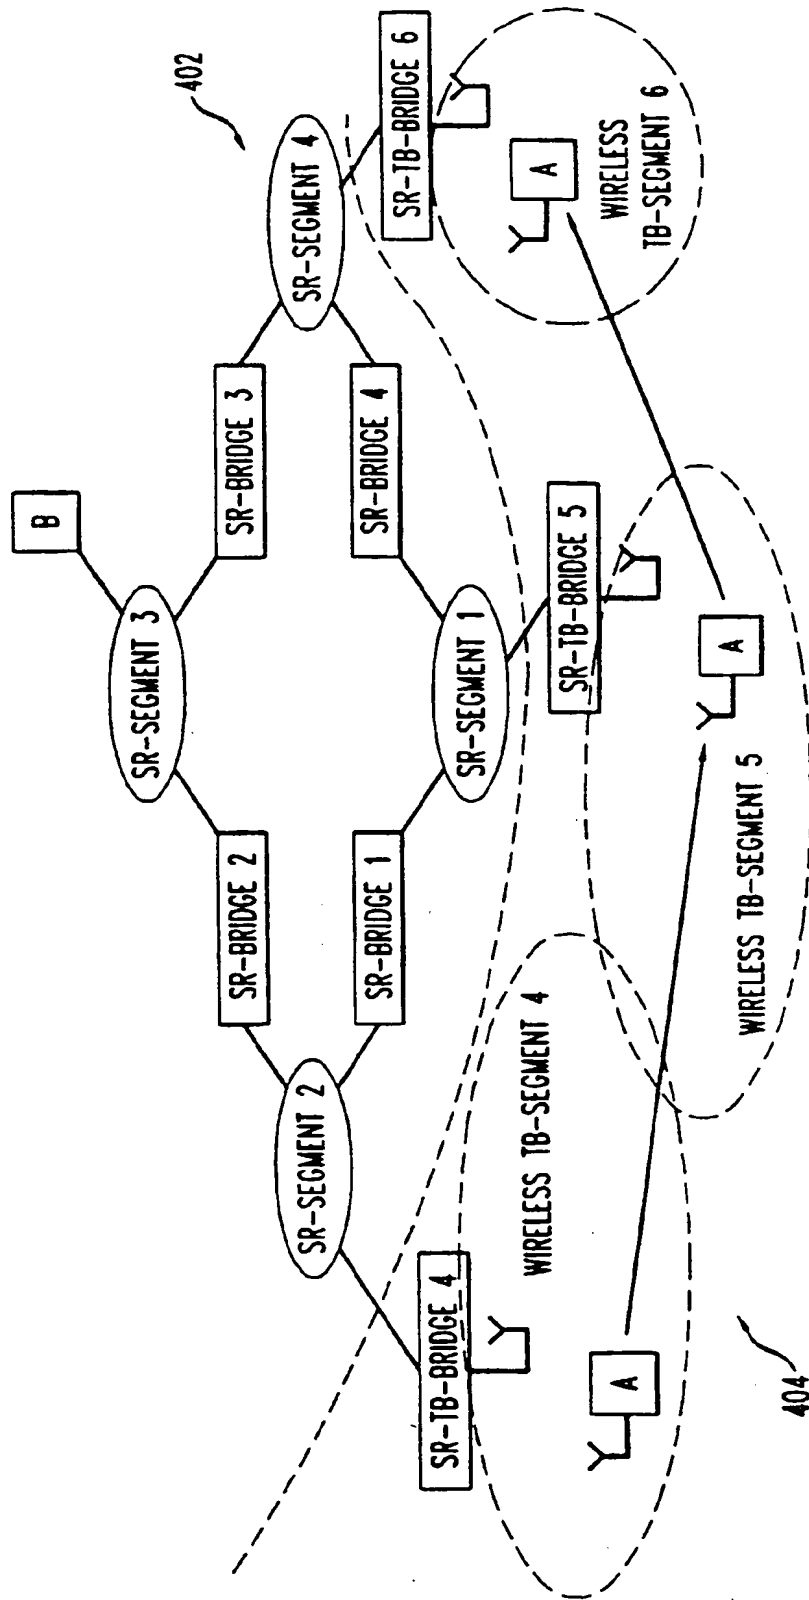 402
B
SR-SEGMENT 3
SR-BRIDGE 2
SR-BRIDGE 3
SR-SEGMENT 2
SR-SEGMENT 4
SR-BRIDGE 1
SR-BRIDGE 4
SR-SEGMENT 1
SR-TB-BRIDGE 4
SR-TB-BRIDGE 5
SR-TB-BRIDGE 6
WIRELESS TB-SEGMENT 4
A
WIRELESS TB-SEGMENT 5
A
A
WIRELESS
TB-SEGMENT 6
404